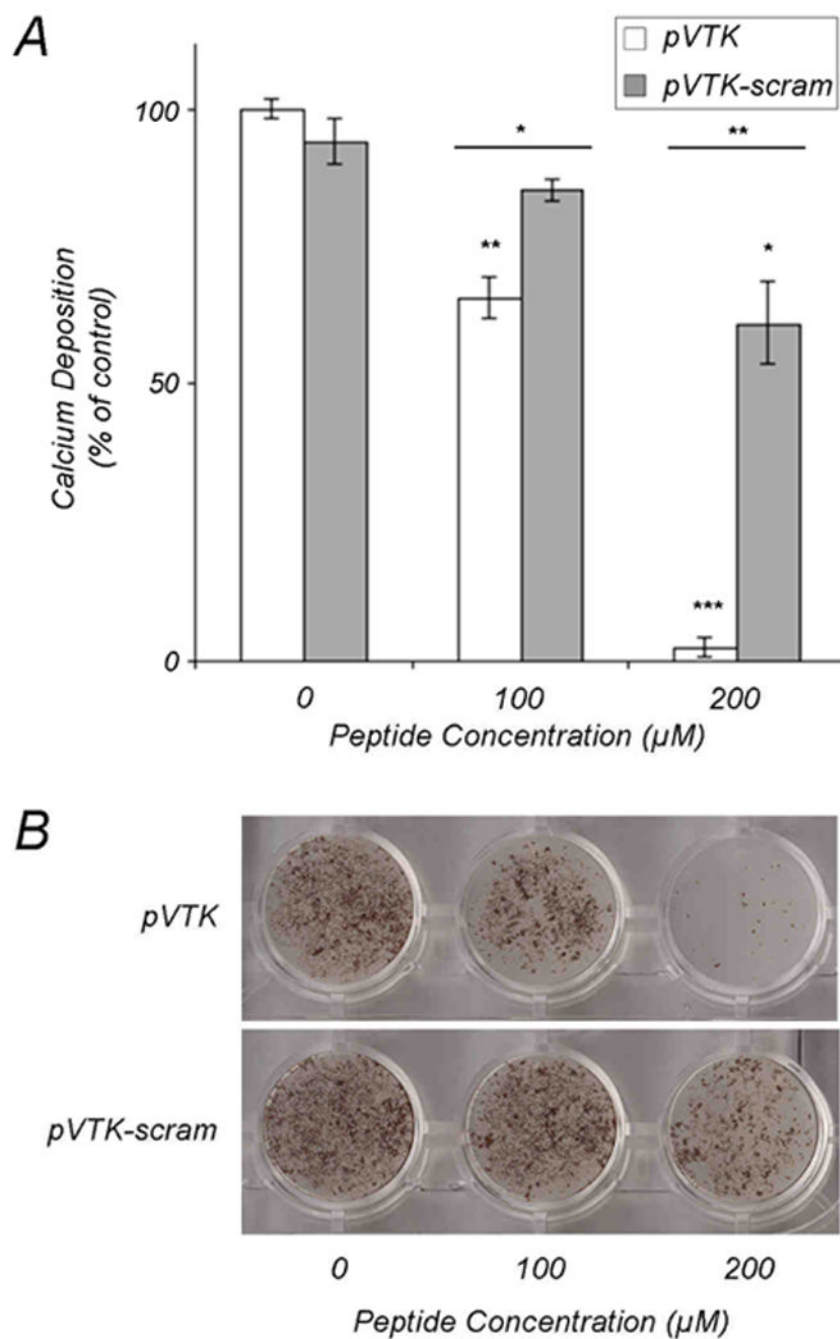 A
pVTK
pVTK-scram
100
50
0
*
**
**
*
***
Calcium Deposition
(% of control)
0 100 200
Peptide Concentration (µM)
B
pVTK
pVTK-scram
0 100 200
Peptide Concentration (µM)